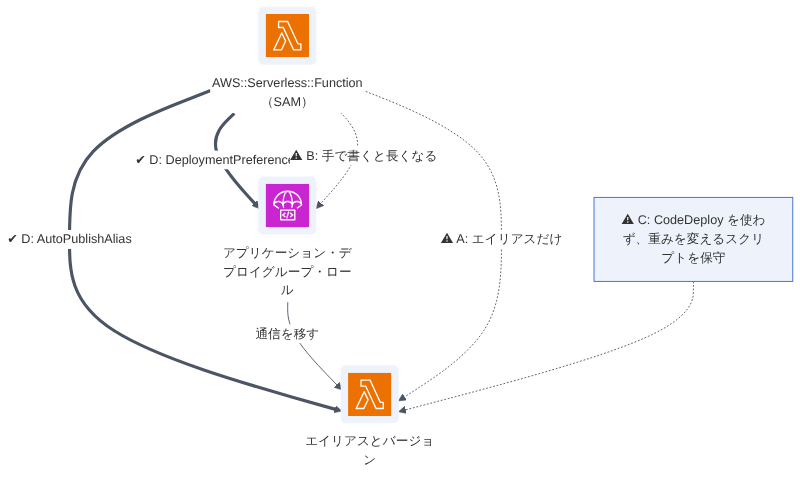 AWS::Serverless::Function
（SAM）
✔ D: DeploymentPreference
⚠ B: 手で書くと長くなる
✔ D: AutoPublishAlias
⚠ A: エイリアスだけ
⚠ C: CodeDeploy を使わ
ず、重みを変えるスクリ
プトを保守
アプリケーション・デ
プロイグループ・ロー
ル
通信を移す
エイリアスとバージョ
ン